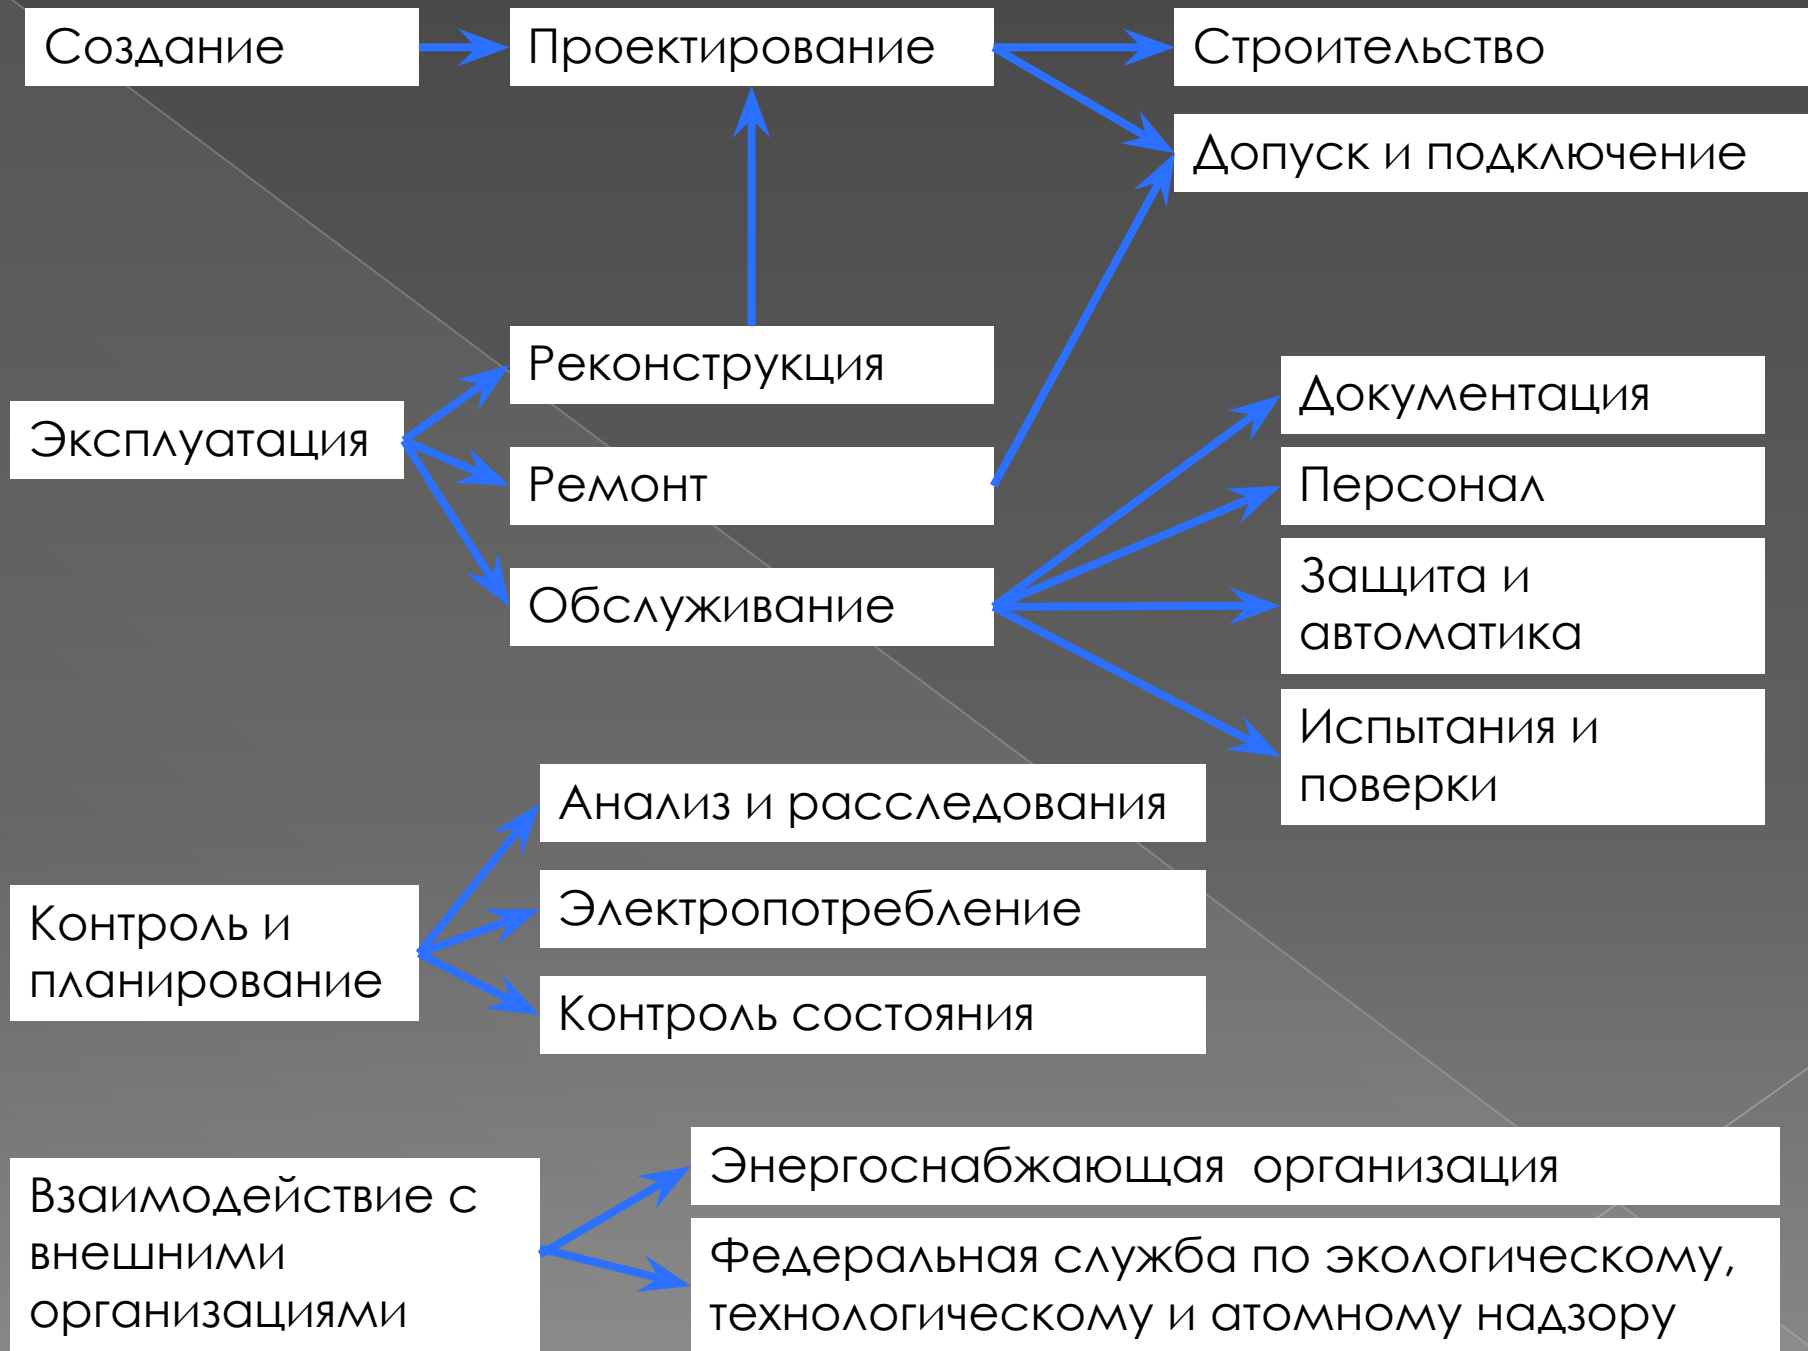 Создание
Проектирование
Строительство
Допуск и подключение
Реконструкция
Эксплуатация
Ремонт
Обслуживание
Документация
Персонал
Защита и
автоматика
Испытания и
поверки
Контроль и
планирование
Анализ и расследования
Электропотребление
Контроль состояния
Взаимодействие с
внешними
организациями
Энергоснабжающая организация
Федеральная служба по экологическому,
технологическому и атомному надзору